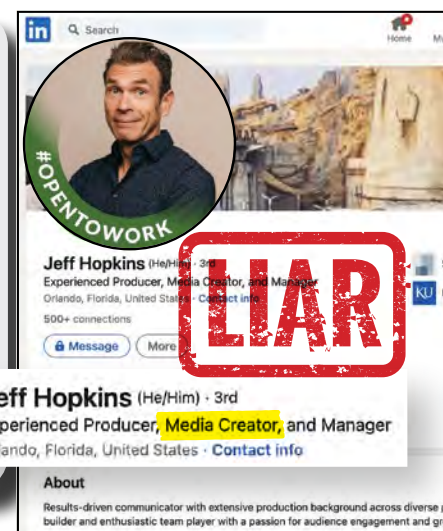 in Search
Home
#OPENTOWORK
Jeff Hopkins (He/Him) · 3rd
Experienced Producer, Media Creator, and Manager
Orlando, Florida, United States · Contact info
500+ connections
Message More
LIAR
KU
eff Hopkins (He/Him) · 3rd
perienced Producer, Media Creator, and Manager
ando, Florida, United States · Contact info
About
Results-driven communicator with extensive production background across diverse
builder and enthusiastic team player with a passion for audience engagement and